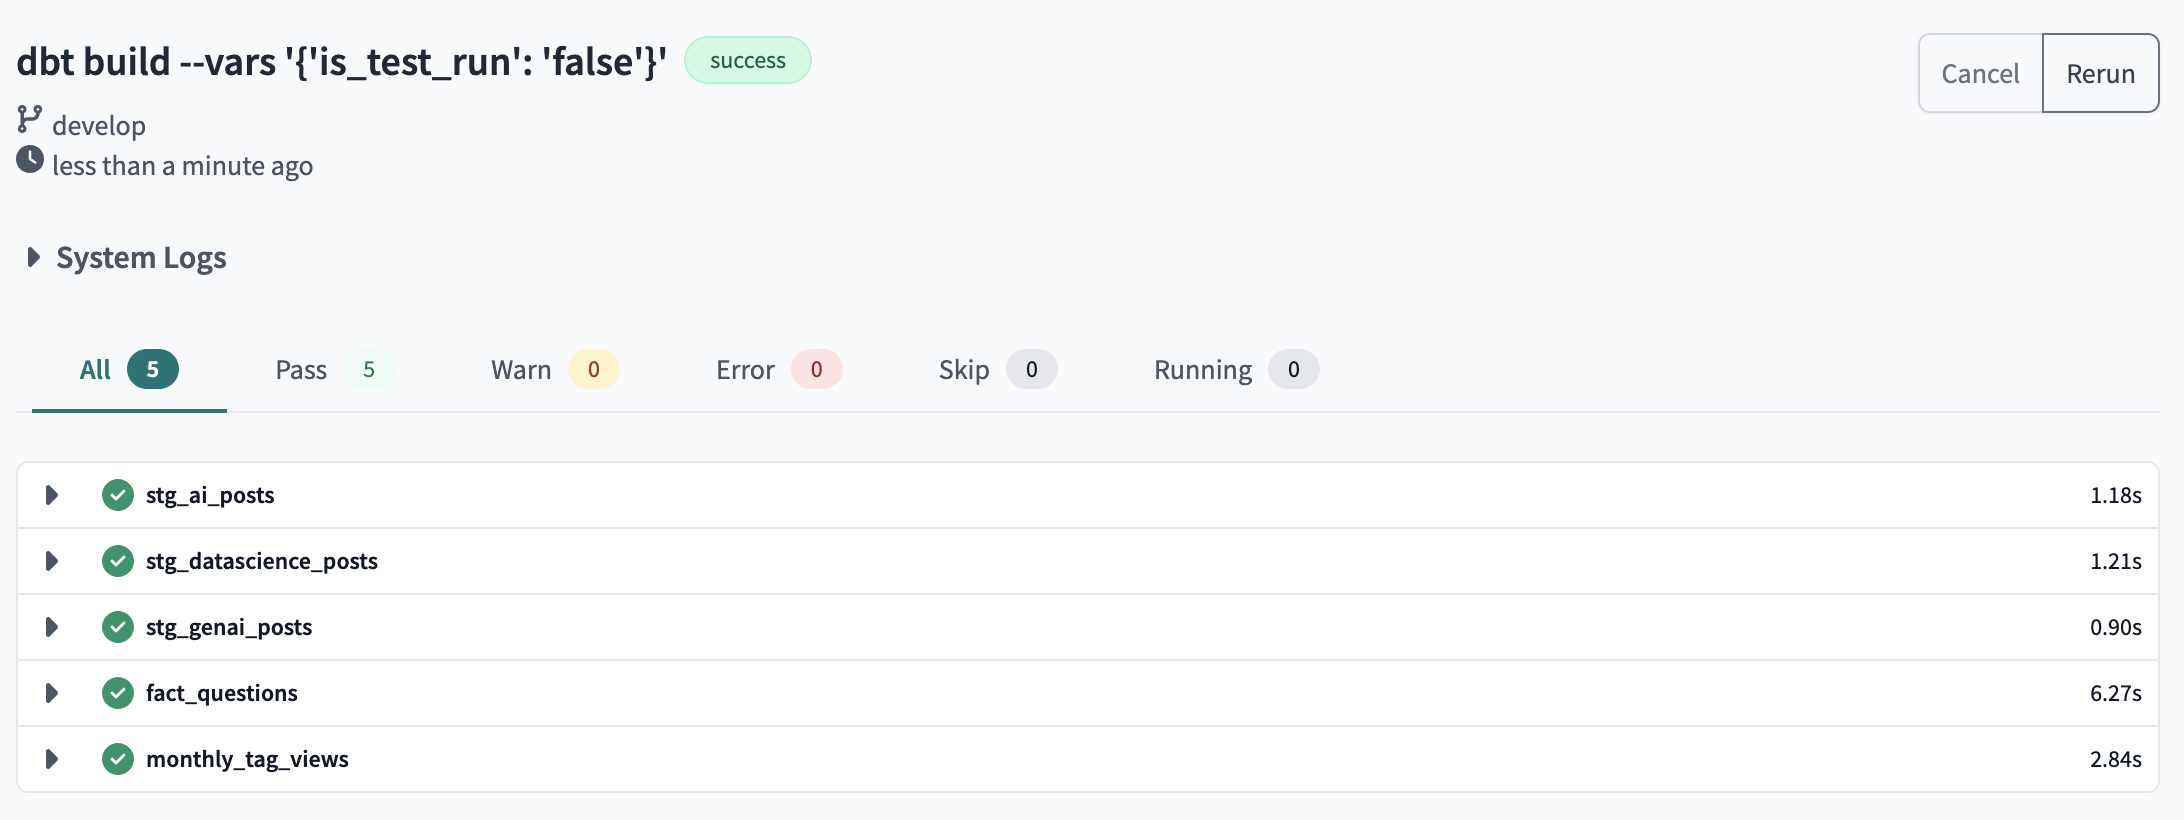 dbt build --vars '{'is_test_run': 'false'}' success
Cancel Rerun
develop
less than a minute ago
System Logs
All 5 Pass 5 Warn 0 Error 0 Skip 0 Running 0
stg_ai_posts 1.18s
stg_datascience_posts 1.21s
stg_genai_posts 0.90s
fact_questions 6.27s
monthly_tag_views 2.84s